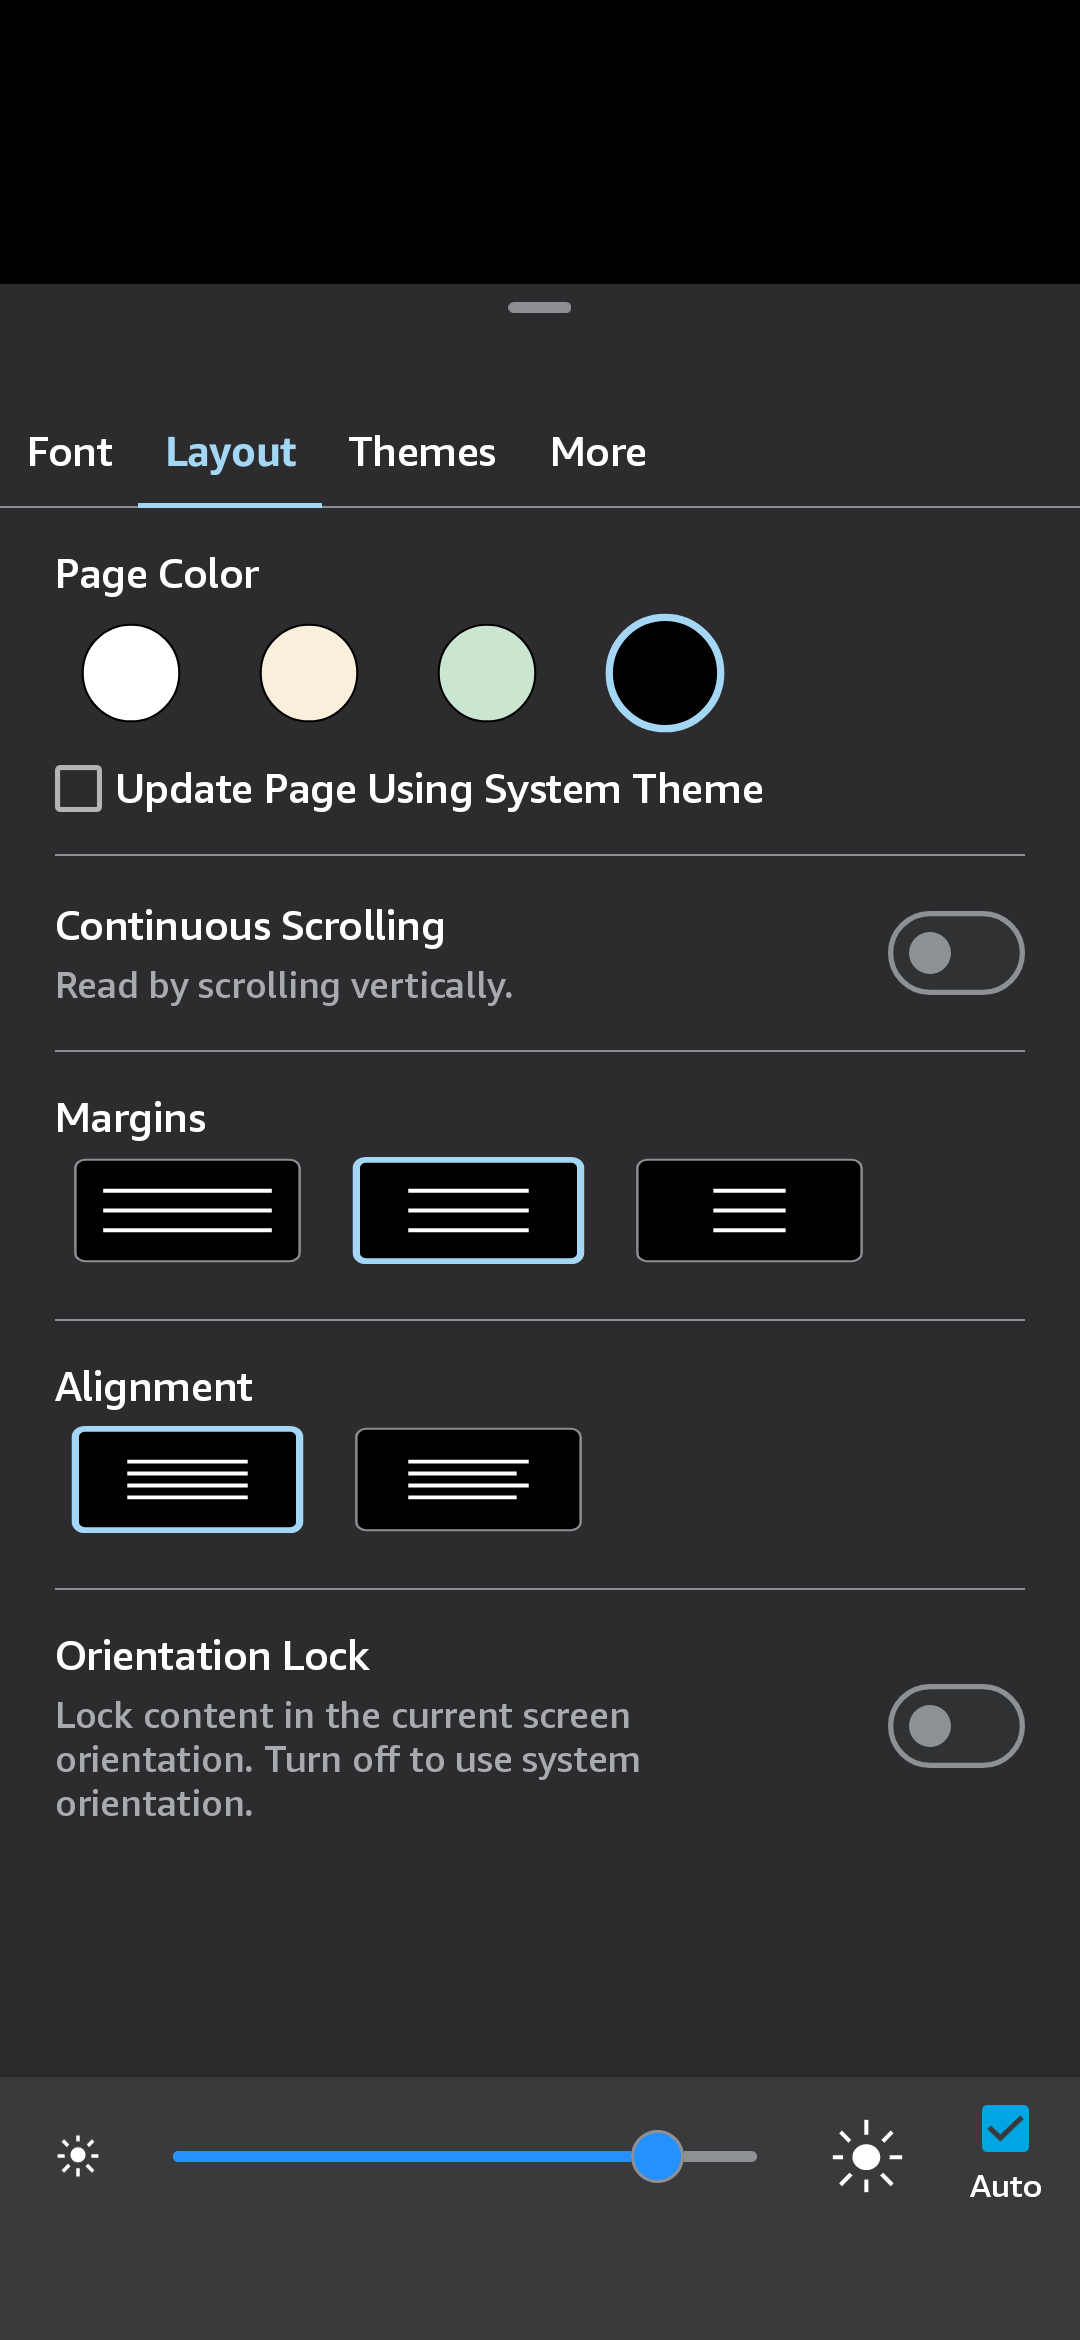 Font Layout Themes More
Page Color
Update Page Using System Theme
Continuous Scrolling
Read by scrolling vertically.
Margins
Alignment
Orientation Lock
Lock content in the current screen
orientation. Turn off to use system
orientation.
Auto